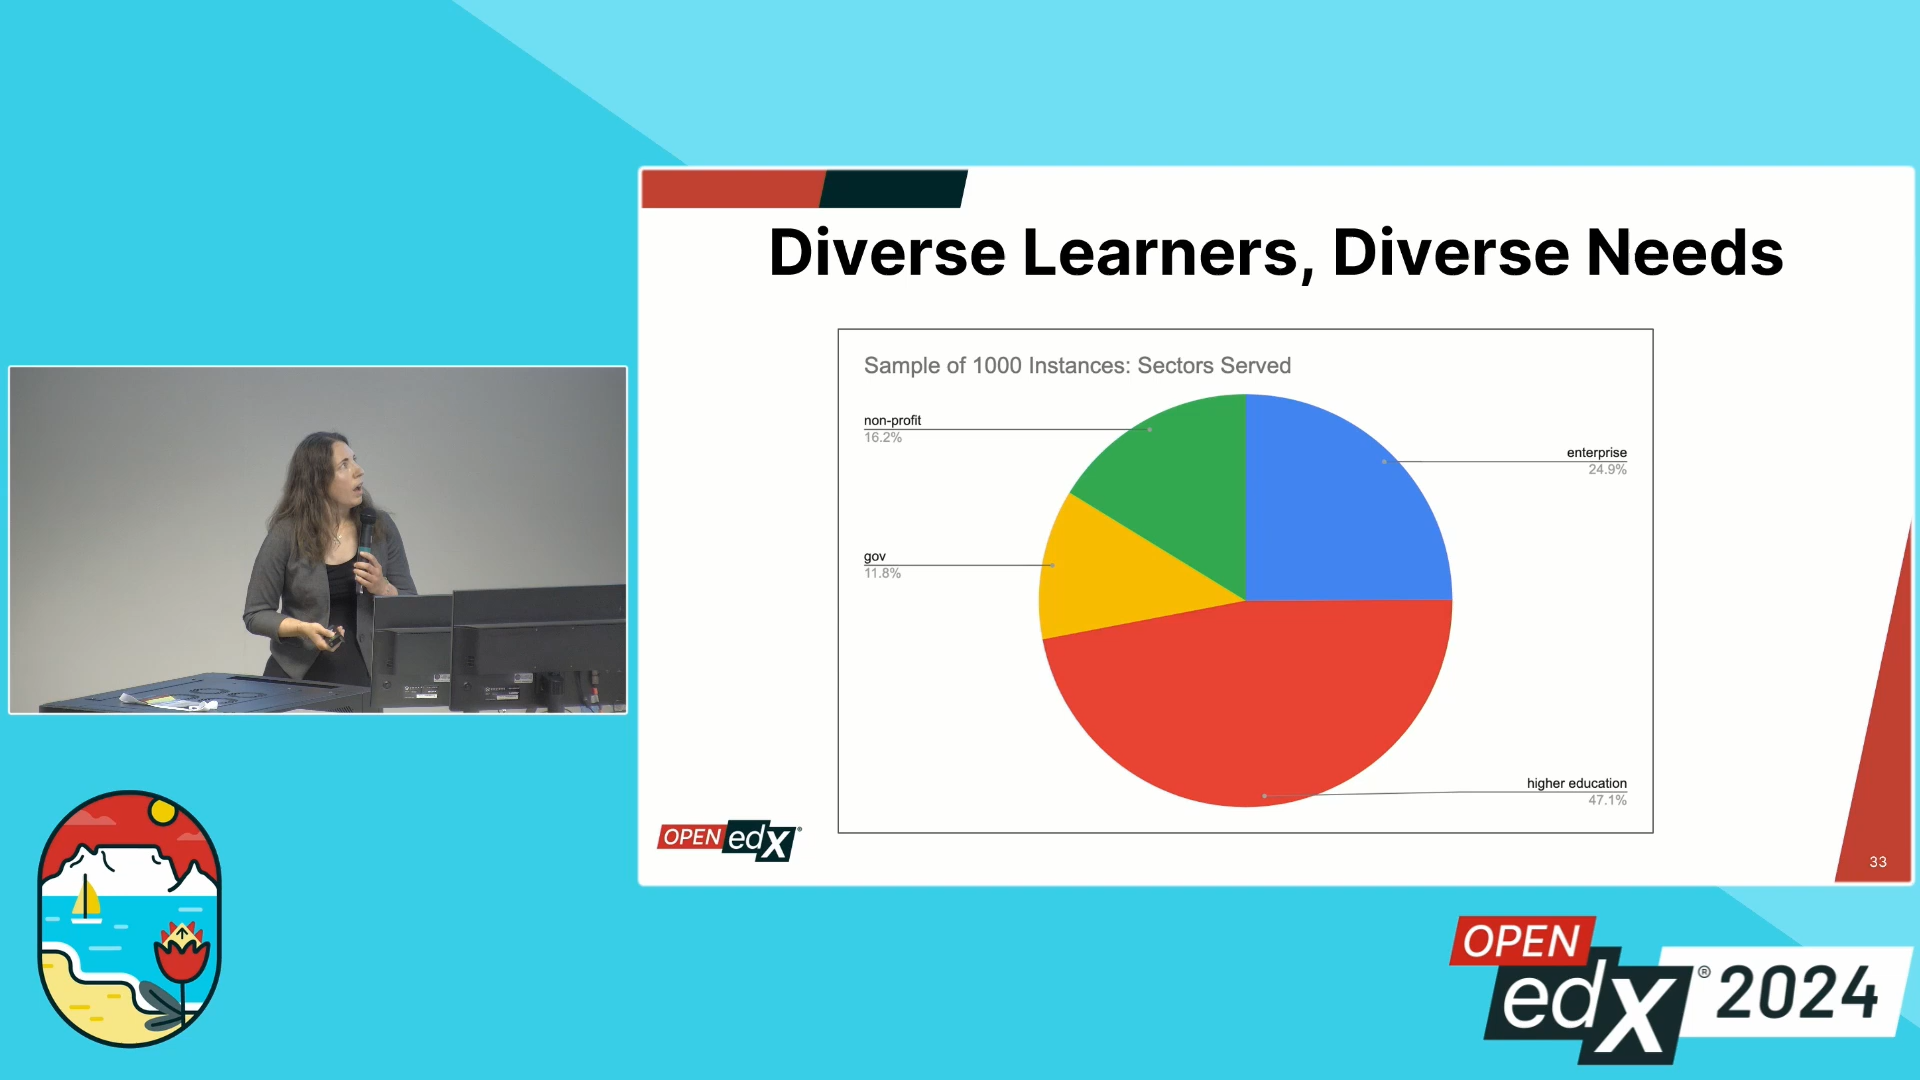 Diverse Learners, Diverse Needs
Sample of 1000 Instances: Sectors Served
non-profit
16.2%
enterprise
24.9%
gov
11.8%
higher education
47.1%
OPEN edX®
33
OPEN
edX® 2024